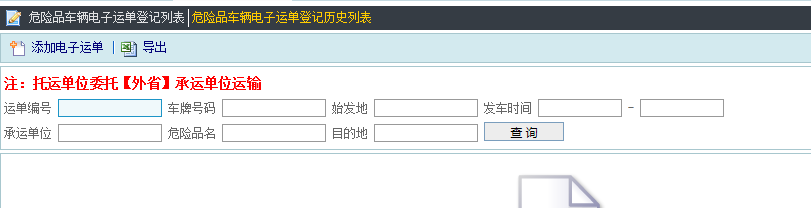 危险品车辆电子运单登记列表 危险品车辆电子运单登记历史列表
添加电子运单 导出
注：托运单位委托【外省】承运单位运输
运单编号 车牌号码 始发地 发车时间 -
承运单位 危险品名 目的地 查 询